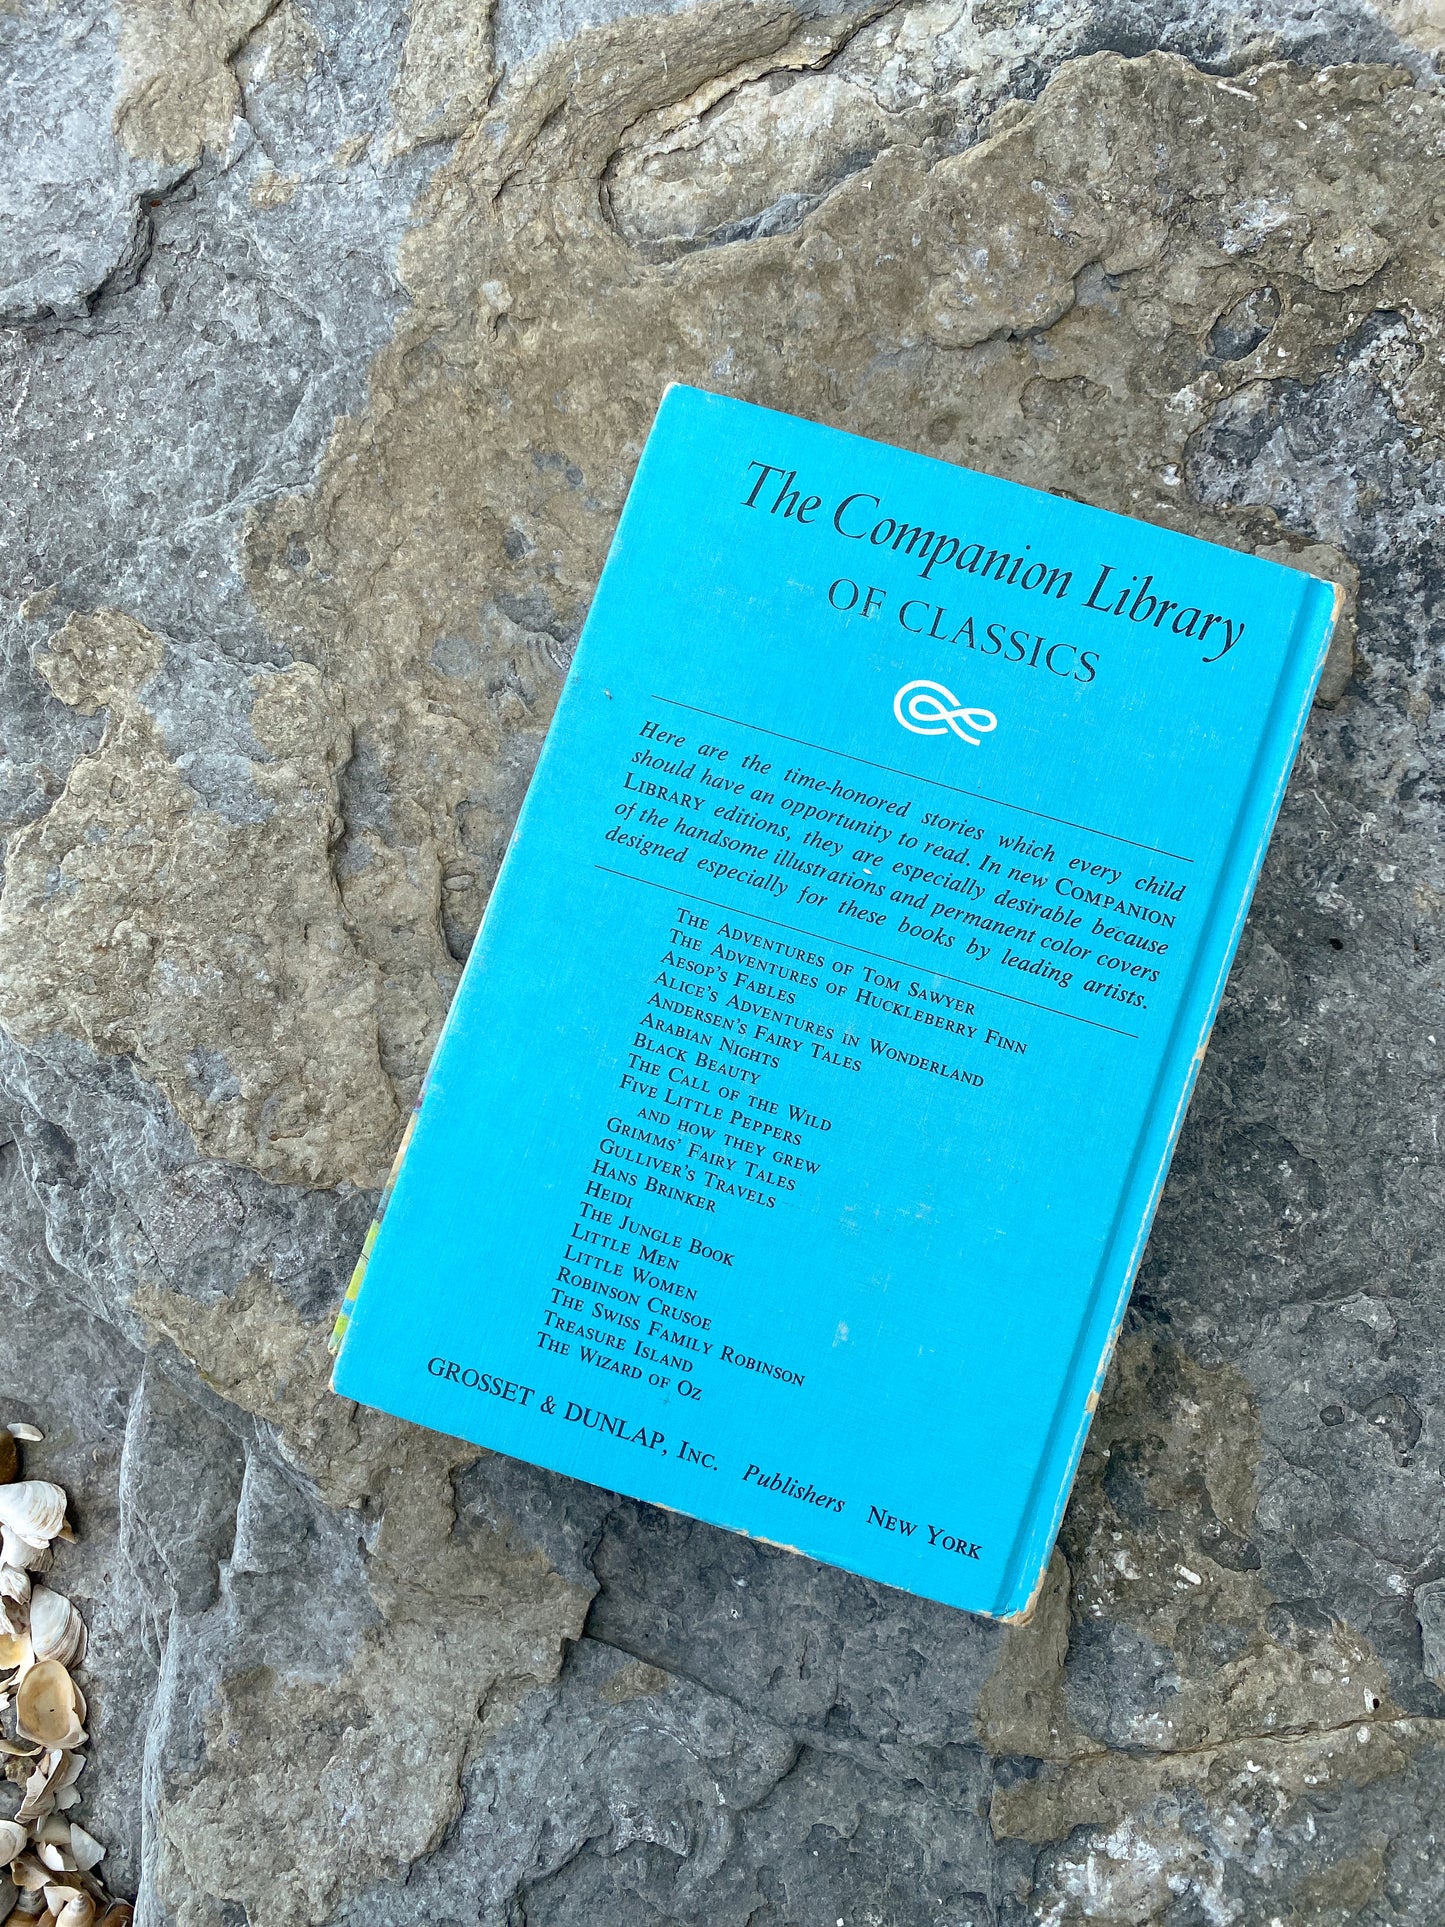 The Companion Library
OF CLASSICS
Here are the time-honored stories which every child
should have an opportunity to read. In new COMPANION
LIBRARY editions, they are especially desirable because
of the handsome illustrations and permanent color covers
designed especially for these books by leading artists.
THE ADVENTURES OF TOM SAWYER
THE ADVENTURES OF HUCKLEBERRY FINN
AESOP'S FABLES
ALICE'S ADVENTURES IN WONDERLAND
ANDERSEN'S FAIRY TALES
ARABIAN NIGHTS
BLACK BEAUTY
THE CALL OF THE WILD
FIVE LITTLE PEPPERS
AND HOW THEY GREW
GRIMMS' FAIRY TALES
GULLIVER'S TRAVELS
HANS BRINKER
HEIDI
THE JUNGLE BOOK
LITTLE MEN
LITTLE WOMEN
ROBINSON CRUSOE
THE SWISS FAMILY ROBINSON
TREASURE ISLAND
THE WIZARD OF OZ
GROSSET & DUNLAP, INC. Publishers NEW YORK